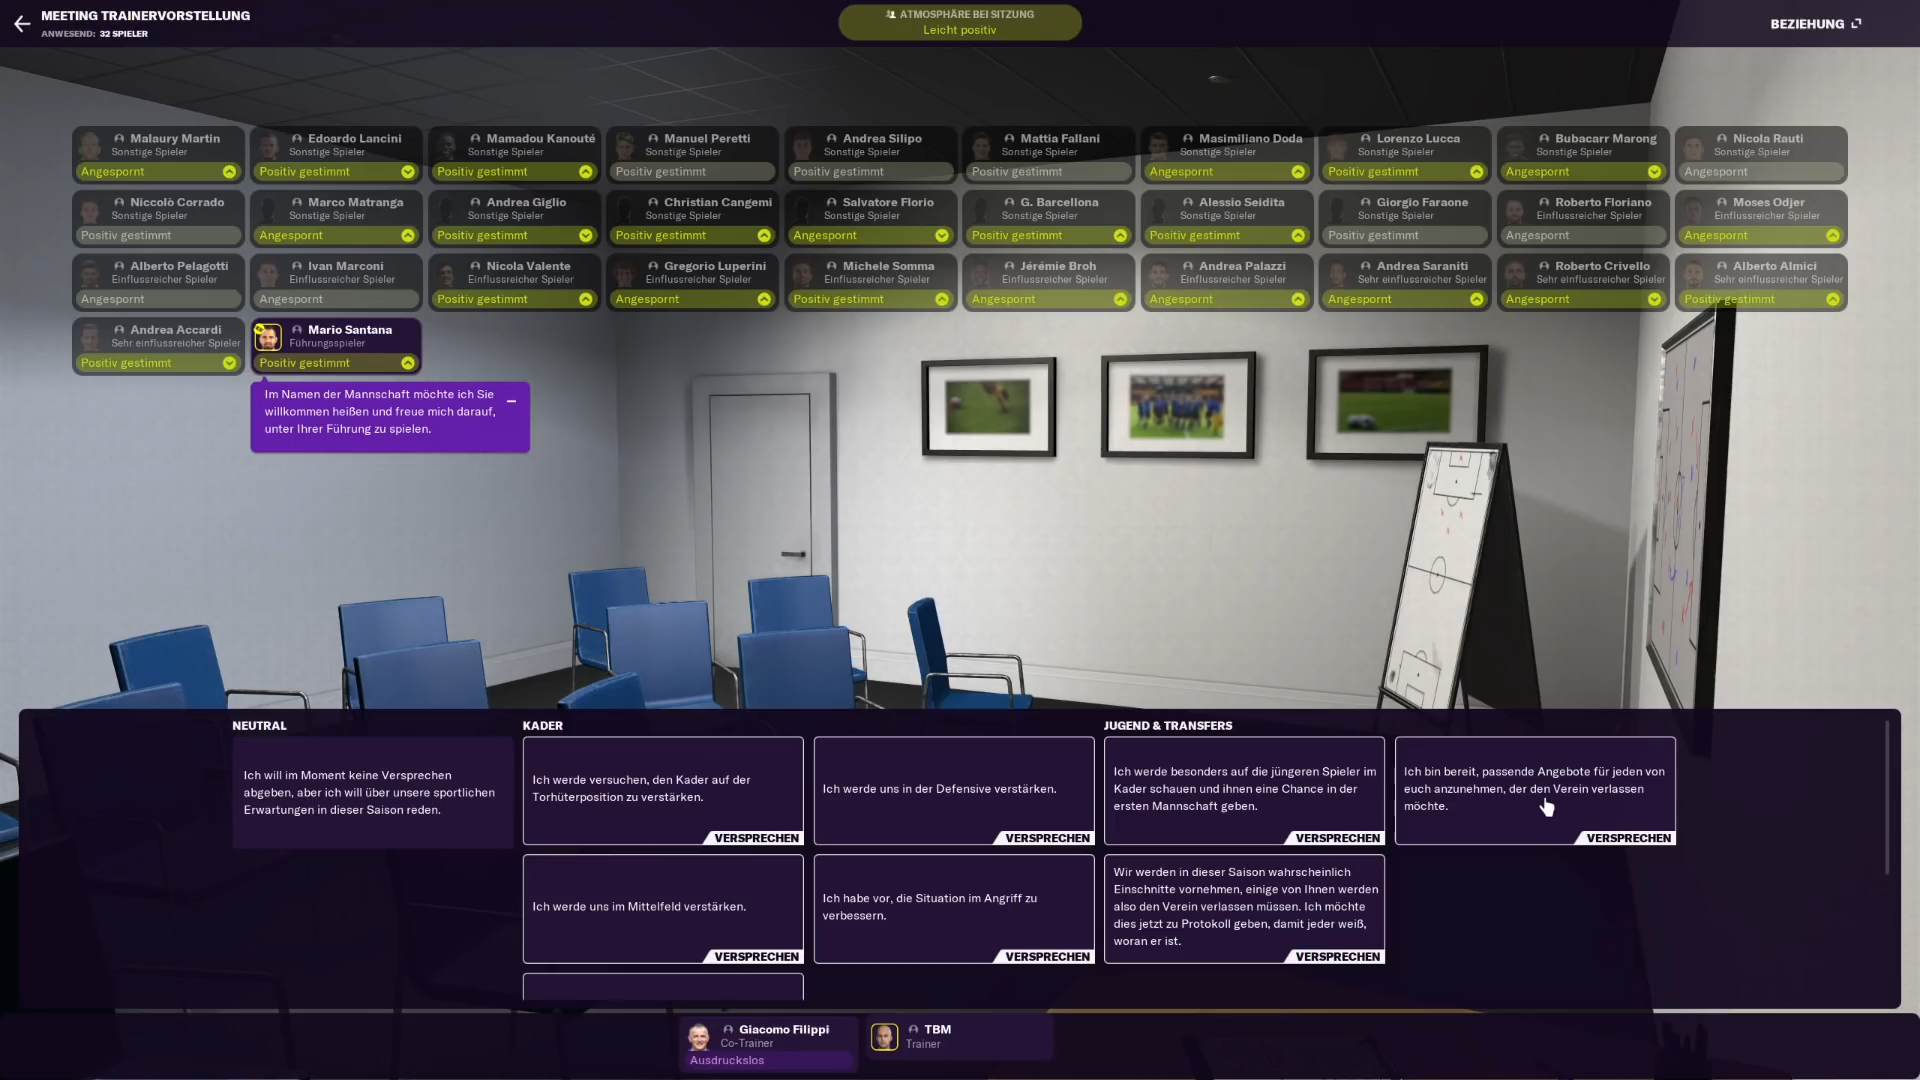 MEETING TRAINERVORSTELLUNG
ANWESEND: 32 SPIELER
ATMOSPHÄRE BEI SITZUNG
Leicht positiv
BEZIEHUNG
Malaury Martin
Sonstige Spieler
Angespornt
Edoardo Lancini
Sonstige Spieler
Positiv gestimmt
Mamadou Kanouté
Sonstige Spieler
Positiv gestimmt
Manuel Peretti
Sonstige Spieler
Positiv gestimmt
Andrea Silipo
Sonstige Spieler
Positiv gestimmt
Mattia Fallani
Sonstige Spieler
Angespornt
Masimiliano Doda
Sonstige Spieler
Angespornt
Lorenzo Lucca
Sonstige Spieler
Positiv gestimmt
Bubacarr Marong
Sonstige Spieler
Angespornt
Nicola Rauti
Sonstige Spieler
Angespornt
Niccolò Corrado
Sonstige Spieler
Positiv gestimmt
Marco Matranga
Sonstige Spieler
Angespornt
Andrea Giglio
Sonstige Spieler
Positiv gestimmt
Christian Cangemi
Sonstige Spieler
Positiv gestimmt
Salvatore Florio
Sonstige Spieler
Angespornt
G. Barcellona
Sonstige Spieler
Positiv gestimmt
Alessio Seidita
Sonstige Spieler
Positiv gestimmt
Giorgio Faraone
Sonstige Spieler
Positiv gestimmt
Roberto Floriano
Einflussreicher Spieler
Angespornt
Moses Odjer
Einflussreicher Spieler
Angespornt
Alberto Pelagotti
Einflussreicher Spieler
Angespornt
Ivan Marconi
Einflussreicher Spieler
Angespornt
Nicola Valente
Einflussreicher Spieler
Positiv gestimmt
Gregorio Luperini
Einflussreicher Spieler
Angespornt
Michele Somma
Einflussreicher Spieler
Positiv gestimmt
Jérémie Broh
Einflussreicher Spieler
Angespornt
Andrea Palazzi
Einflussreicher Spieler
Angespornt
Andrea Saraniti
Sehr einflussreicher Spieler
Angespornt
Roberto Crivello
Sehr einflussreicher Spieler
Angespornt
Alberto Almici
Sehr einflussreicher Spieler
Positiv gestimmt
Andrea Accardi
Sehr einflussreicher Spieler
Positiv gestimmt
Mario Santana
Führungsspieler
Positiv gestimmt
Im Namen der Mannschaft möchte ich Sie
willkommen heißen und freue mich darauf,
unter Ihrer Führung zu spielen.
NEUTRAL
Ich will im Moment keine Versprechen
abgeben, aber ich will über unsere sportlichen
Erwartungen in dieser Saison reden.
KADER
Ich werde versuchen, den Kader auf der
Torhüterposition zu verstärken.
VERSPRECHEN
Ich werde uns in der Defensive verstärken.
VERSPRECHEN
Ich werde uns im Mittelfeld verstärken.
VERSPRECHEN
Ich habe vor, die Situation im Angriff zu
verbessern.
VERSPRECHEN
JUGEND & TRANSFERS
Ich werde besonders auf die jüngeren Spieler im
Kader schauen und ihnen eine Chance in der
ersten Mannschaft geben.
VERSPRECHEN
Ich bin bereit, passende Angebote für jeden von
euch anzunehmen, der den Verein verlassen
möchte.
VERSPRECHEN
Wir werden in dieser Saison wahrscheinlich
Einschnitte vornehmen, einige von Ihnen werden
also den Verein verlassen müssen. Ich möchte
dies jetzt zu Protokoll geben, damit jeder weiß,
woran er ist.
VERSPRECHEN
Giacomo Filippi
Co-Trainer
Ausdruckslos
TBM
Trainer